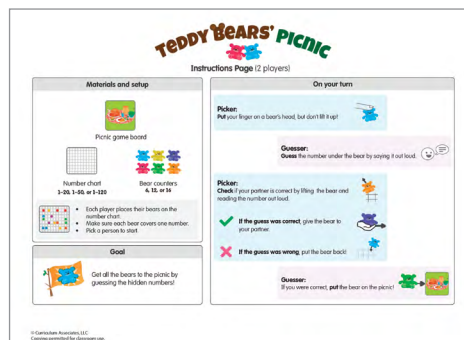 TEDDY BEARS' PICNIC
Instructions Page (2 players)
Materials and setup
Picnic game board
Number chart
1–20, 1–50, or 1–120
Bear counters
6, 12, or 16
• Each player places their bears on the
number chart.
• Make sure each bear covers one number.
• Pick a person to start.
Goal
Get all the bears to the picnic by
guessing the hidden numbers!
On your turn
Picker:
Put your finger on a bear's head, but don't lift it up!
Guesser:
Guess the number under the bear by saying it out loud.
Picker:
Check if your partner is correct by lifting the bear and
reading the number out loud.
If the guess was correct, give the bear to
your partner.
If the guess was wrong, put the bear back!
Guesser:
If you were correct, put the bear on the picnic!
© Curriculum Associates, LLC
Copying permitted for classroom use.